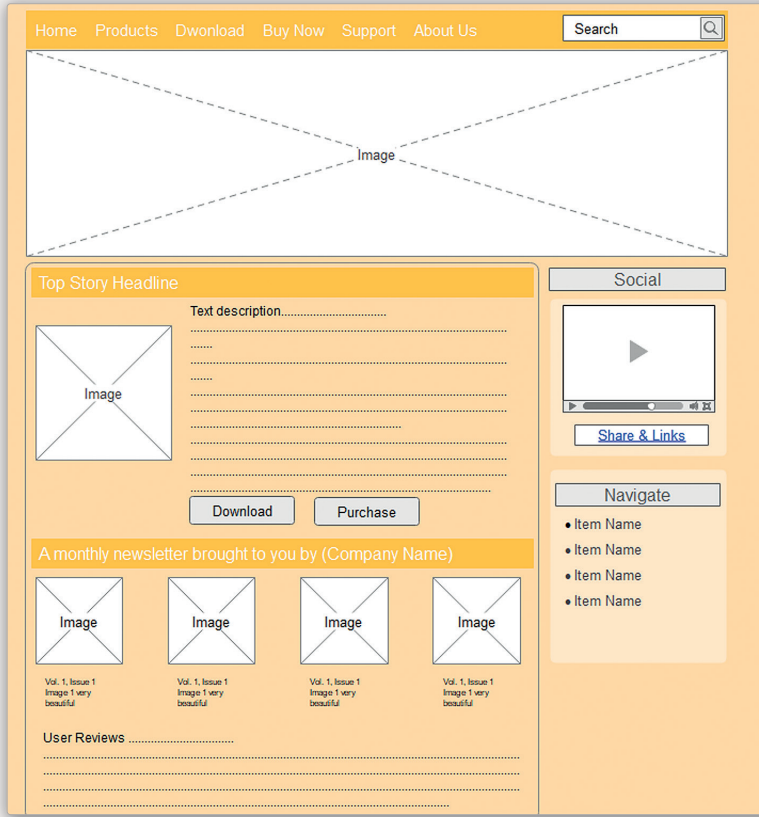 Home Products Dwonload Buy Now Support About Us Search
Image
Top Story Headline
Text description................................
Image
Download Purchase
A monthly newsletter brought to you by (Company Name)
Image Image Image Image
Vol. 1, Issue 1 Vol. 1, Issue 1 Vol. 1, Issue 1 Vol. 1, Issue 1
Image 1 very Image 1 very Image 1 very Image 1 very
beautiful beautiful beautiful beautiful
User Reviews ................................
Social
Share & Links
Navigate
• Item Name
• Item Name
• Item Name
• Item Name